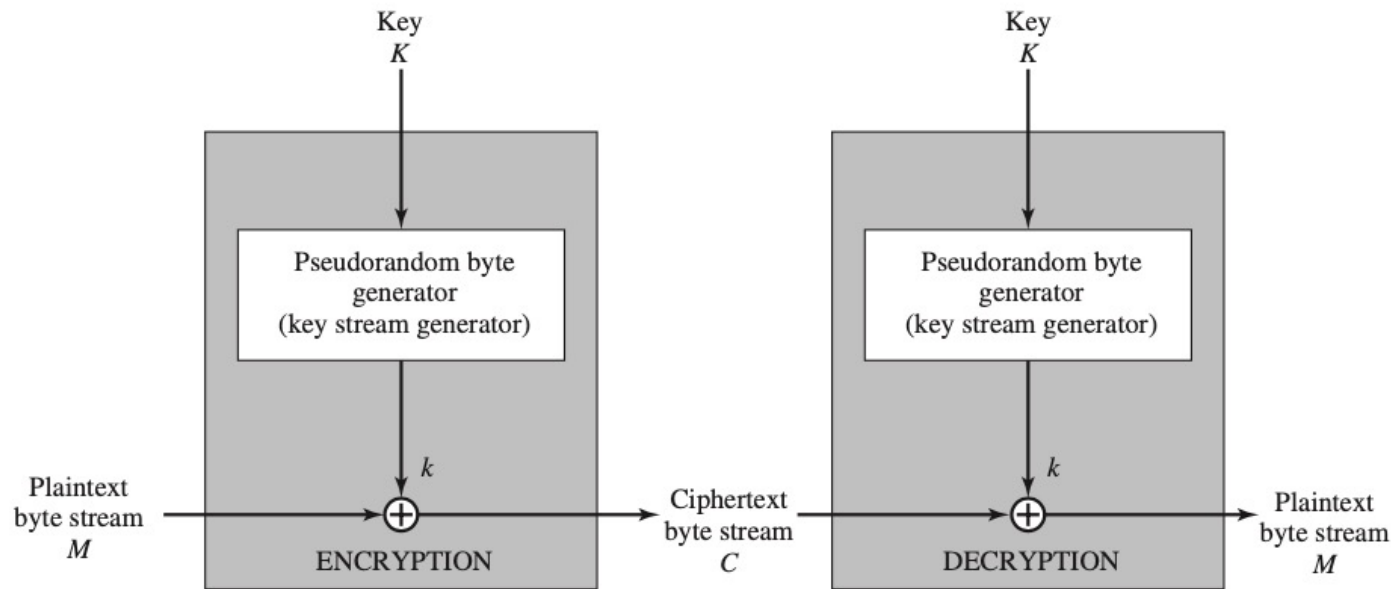 Key
K
Key
K
Pseudorandom byte
generator
(key stream generator)
Pseudorandom byte
generator
(key stream generator)
k
k
Plaintext
byte stream
M
Ciphertext
byte stream
C
Plaintext
byte stream
M
ENCRYPTION
DECRYPTION